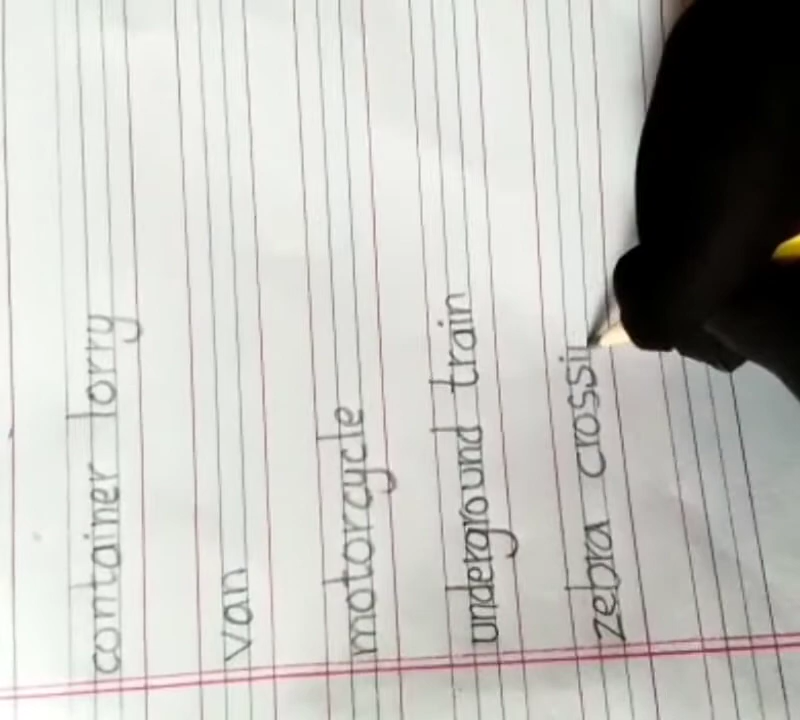 container lorry
van
motorcycle
underground train
zebra crossi